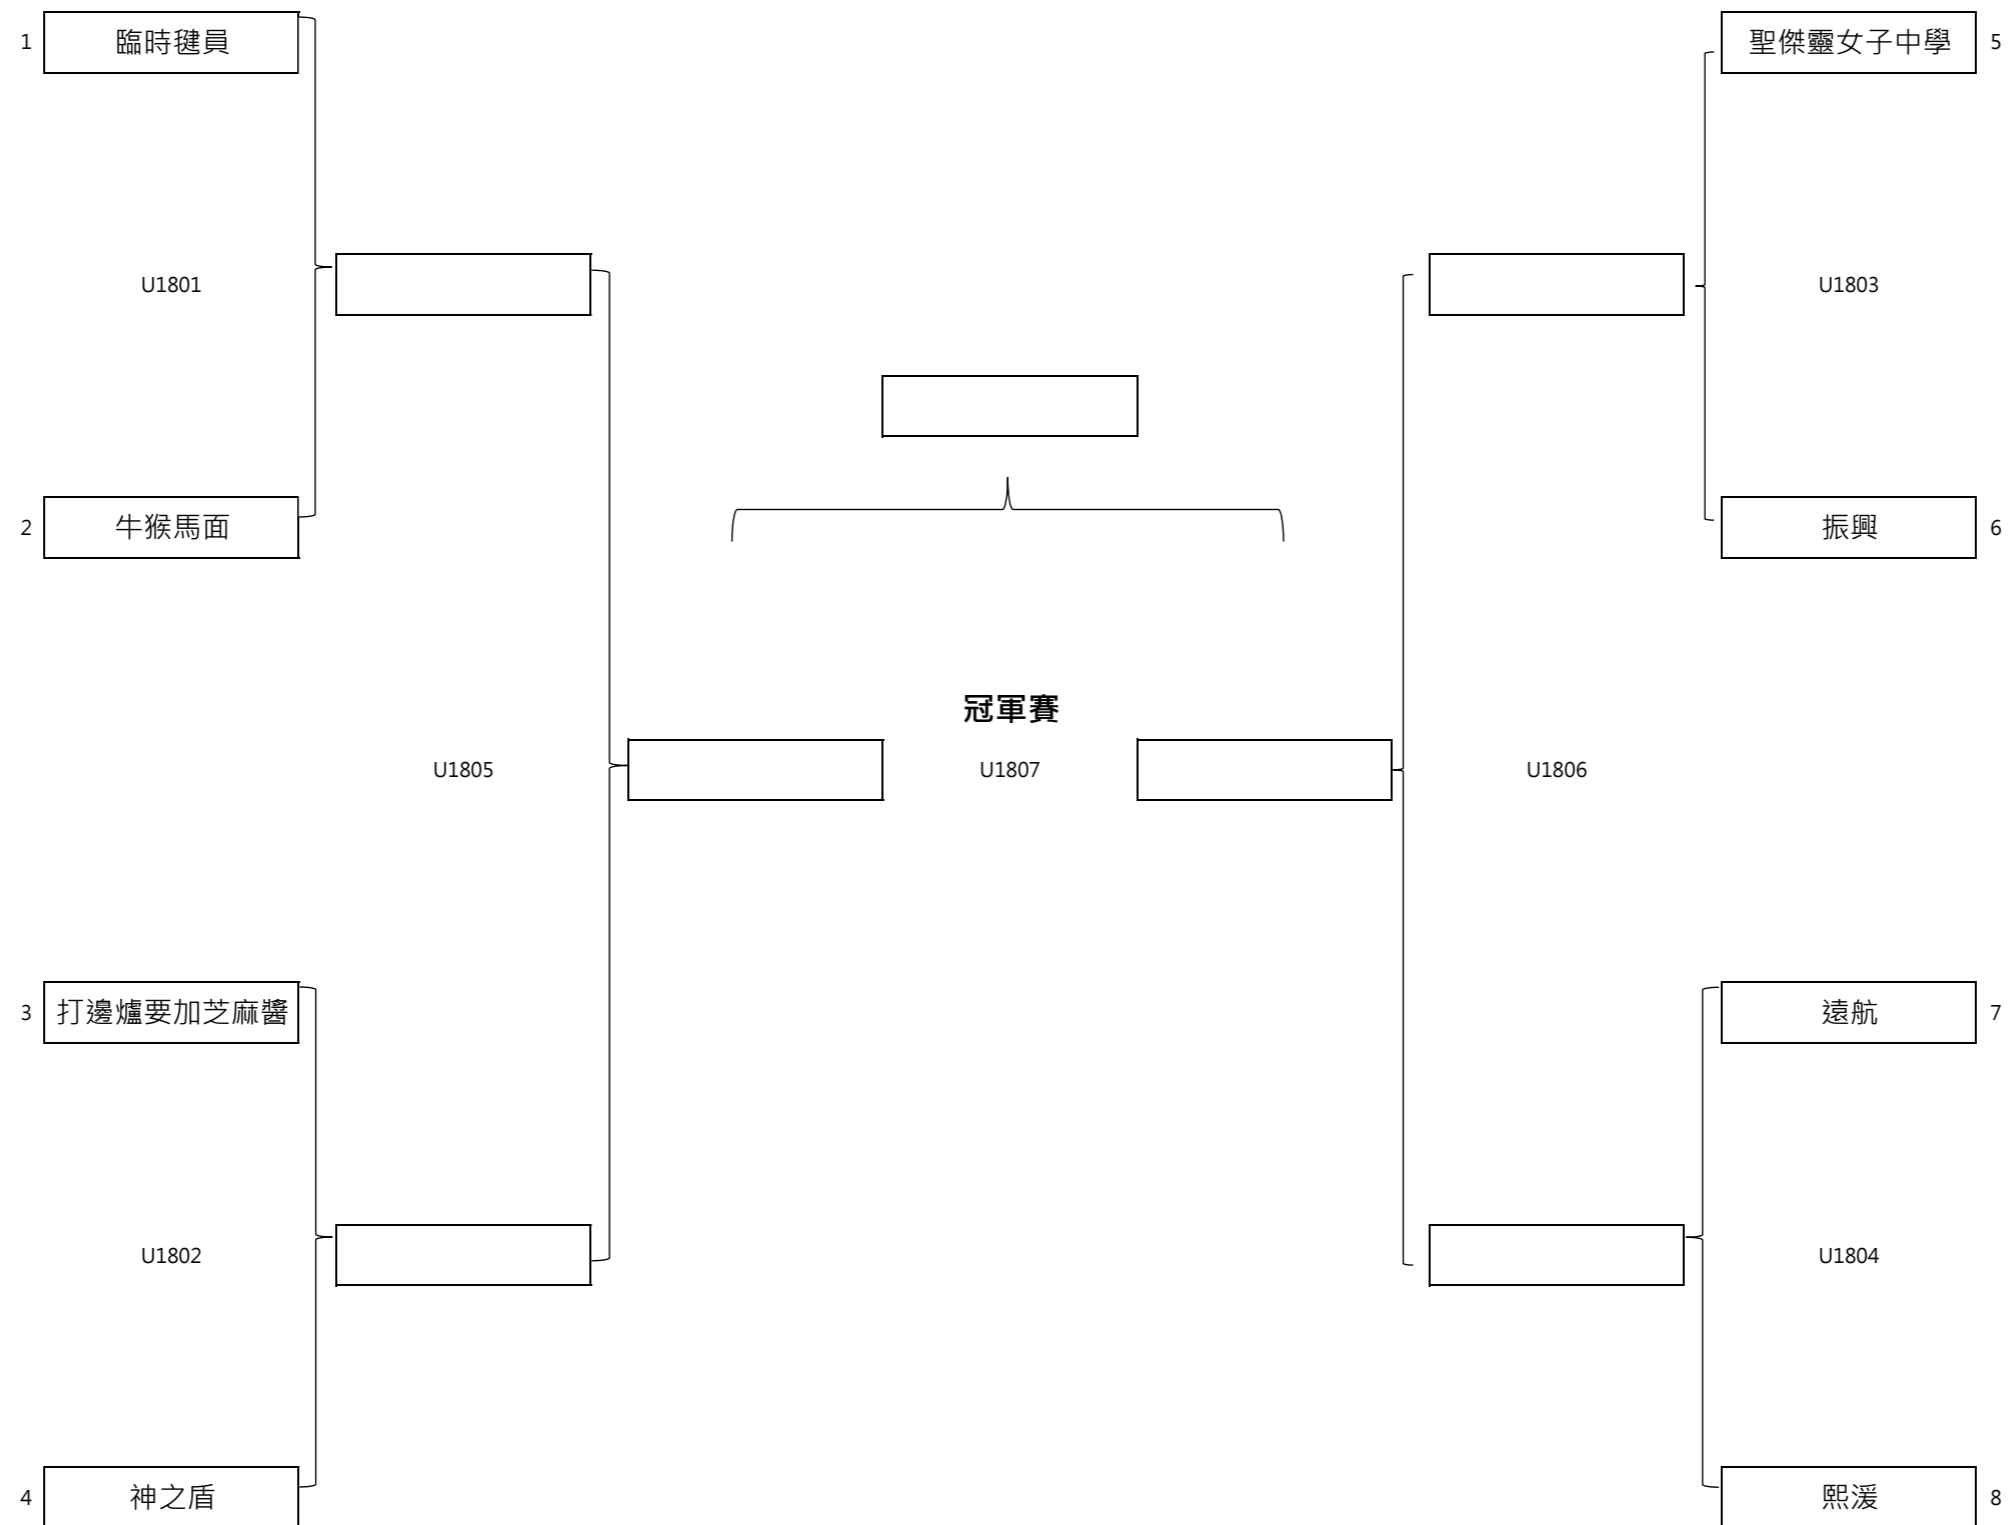 1 臨時毽員
聖傑靈女子中學 5
U1801
U1803
2 牛猴馬面
振興 6
冠軍賽
U1805
U1807
U1806
3 打邊爐要加芝麻醬
遠航 7
U1802
U1804
4 神之盾
熙湲 8